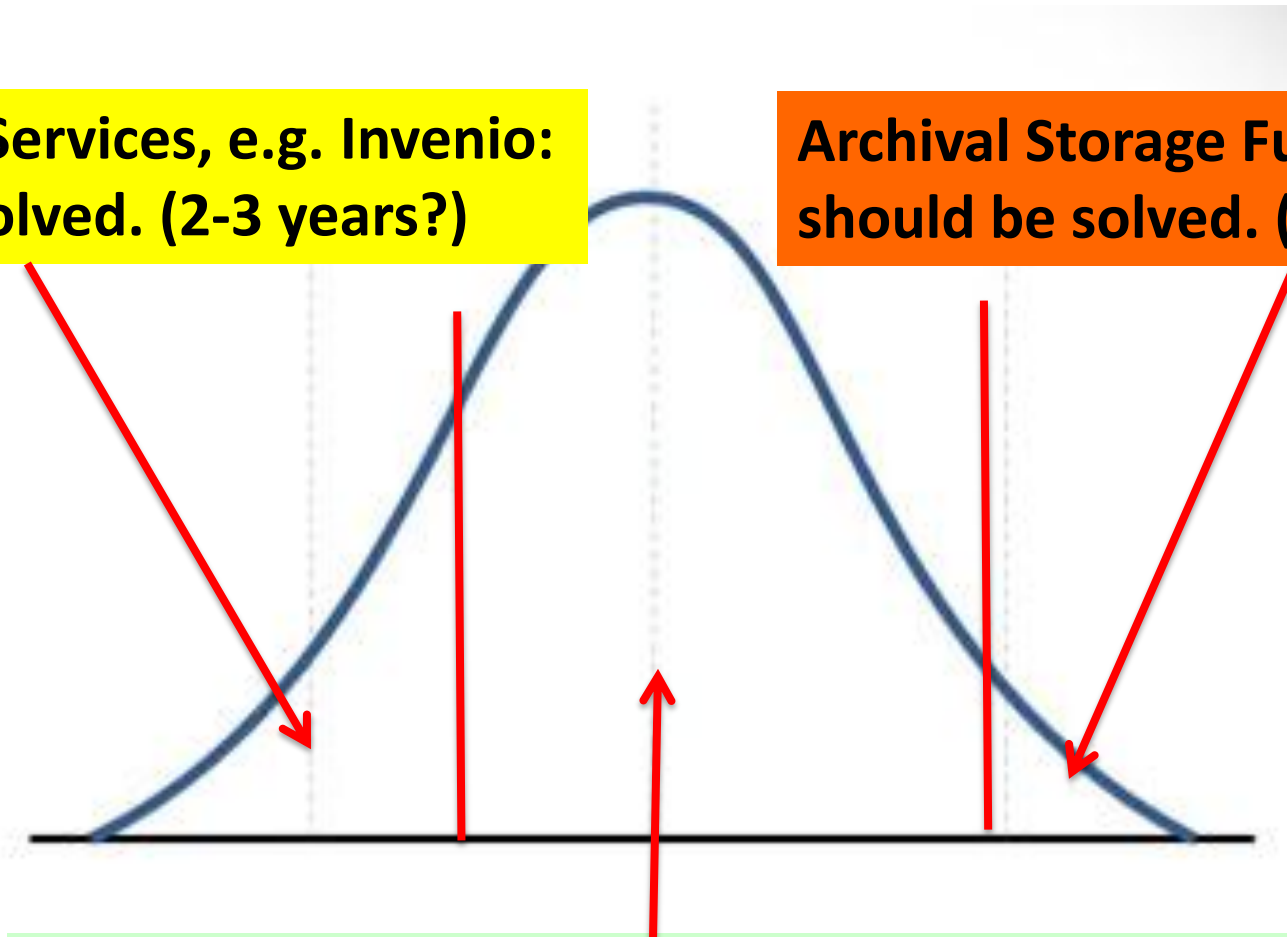 Services, e.g. Invenio:
olved. (2-3 years?)
Archival Storage Fu
should be solved. (